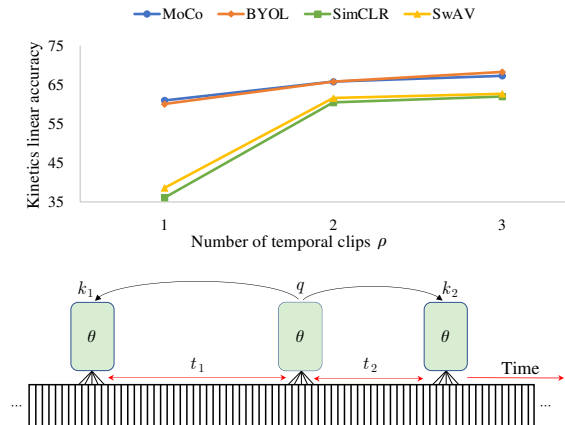 MoCo BYOL SimCLR SwAV
Kinetics linear accuracy
75
65
55
45
35
1 2 3
Number of temporal clips ρ
k1 q k2
θ θ θ
t1 t2 Time
... ...